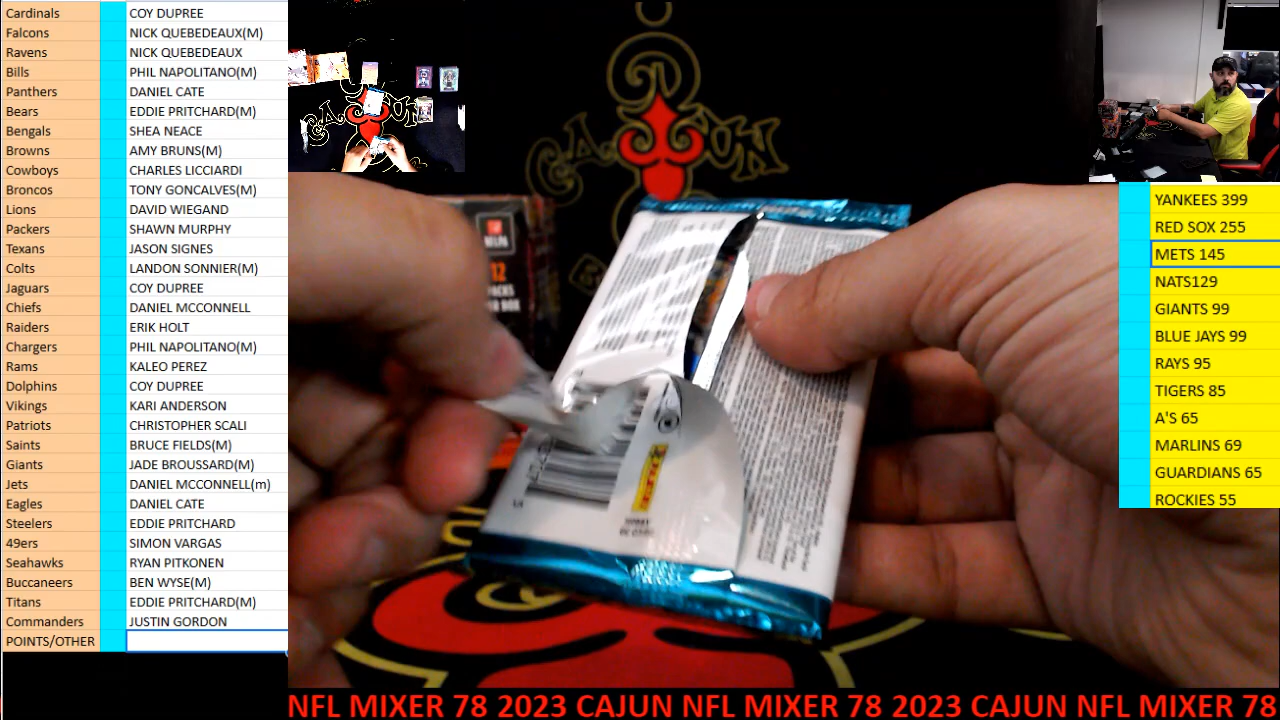 Cardinals COY DUPREE
Falcons NICK QUEBEDEAUX(M)
Ravens NICK QUEBEDEAUX
Bills PHIL NAPOLITANO(M)
Panthers DANIEL CATE
Bears EDDIE PRITCHARD(M)
Bengals SHEA NEACE
Browns AMY BRUNS(M)
Cowboys CHARLES LICCIARDI
Broncos TONY GONCALVES(M)
Lions DAVID WIEGAND
Packers SHAWN MURPHY
Texans JASON SIGNES
Colts LANDON SONNIER(M)
Jaguars COY DUPREE
Chiefs DANIEL MCCONNELL
Raiders ERIK HOLT
Chargers PHIL NAPOLITANO(M)
Rams KALEO PEREZ
Dolphins COY DUPREE
Vikings KARI ANDERSON
Patriots CHRISTOPHER SCALI
Saints BRUCE FIELDS(M)
Giants JADE BROUSSARD(M)
Jets DANIEL MCCONNELL(m)
Eagles DANIEL CATE
Steelers EDDIE PRITCHARD
49ers SIMON VARGAS
Seahawks RYAN PITKONEN
Buccaneers BEN WYSE(M)
Titans EDDIE PRITCHARD(M)
Commanders JUSTIN GORDON
POINTS/OTHER
CAJUN
12
YANKEES 399
RED SOX 255
METS 145
NATS129
GIANTS 99
BLUE JAYS 99
RAYS 95
TIGERS 85
A'S 65
MARLINS 69
GUARDIANS 65
ROCKIES 55
NFL MIXER 78 2023 CAJUN NFL MIXER 78 2023 CAJUN NFL MIXER 78